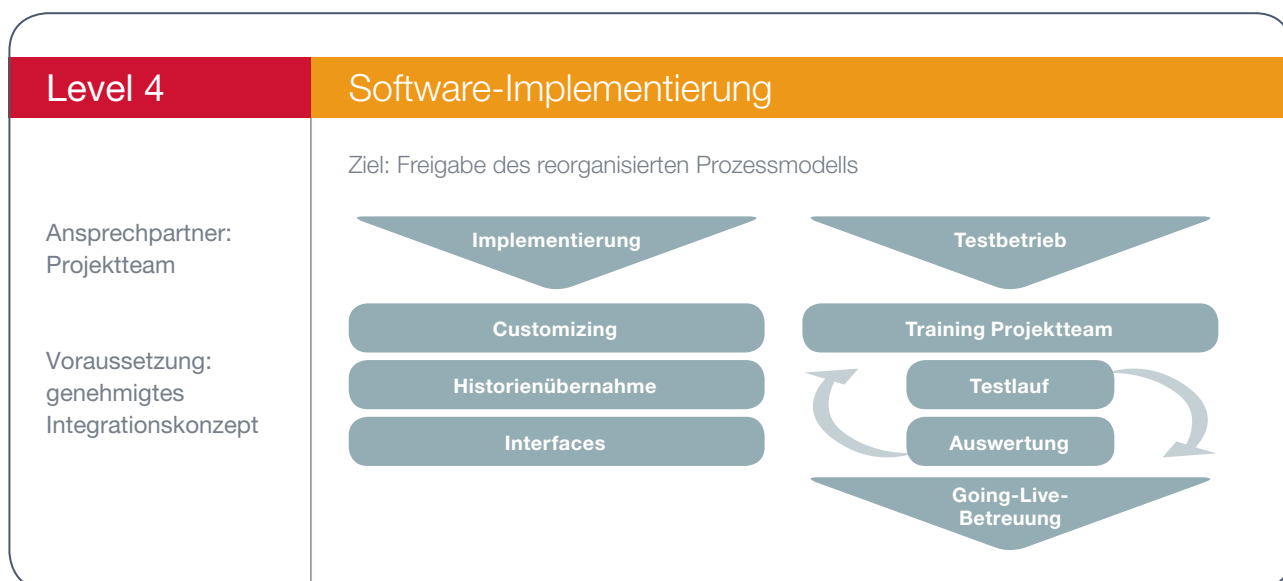 Level 4
Software-Implementierung
Ziel: Freigabe des reorganisierten Prozessmodells
Ansprechpartner:
Projektteam
Voraussetzung:
genehmigtes
Integrationskonzept
Implementierung
Customizing
Historienübernahme
Interfaces
Testbetrieb
Training Projektteam
Testlauf
Auswertung
Going-Live-
Betreuung